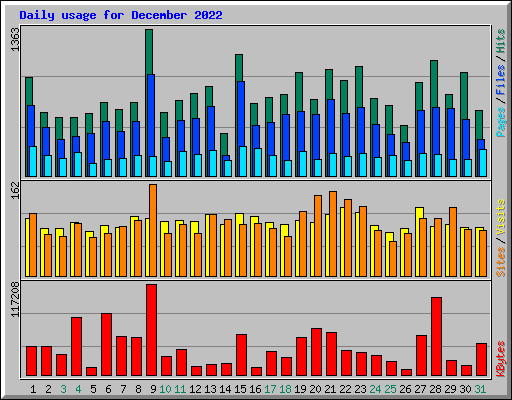 Daily usage for December 2022
1363
Pages / Files / Hits
162
Sites / Visits
117208
KBytes
1 2 3 4 5 6 7 8 9 10 11 12 13 14 15 16 17 18 19 20 21 22 23 24 25 26 27 28 29 30 31